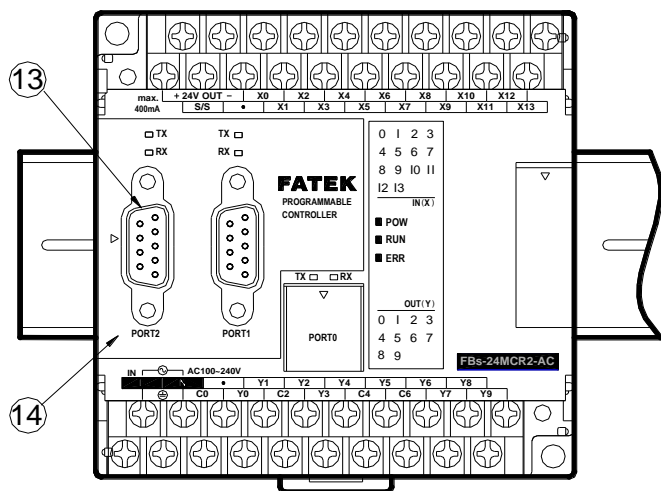 13
max. + 24V OUT − X0 X2 X4 X6 X8 X10 X12
400mA S/S • X1 X3 X5 X7 X9 X11 X13
TX TX
RX RX
0 1 2 3
4 5 6 7
8 9 10 11
12 13
IN(X)
FATEK
PROGRAMMABLE
CONTROLLER
POW
RUN
ERR
TX RX
OUT(Y)
0 1 2 3
4 5 6 7
8 9
PORT2 PORT1 PORT0
FBs-24MCR2-AC
IN AC100~240V • Y1 Y2 Y4 Y5 Y6 Y8
C0 Y0 C2 Y3 C4 C6 Y7 Y9
14